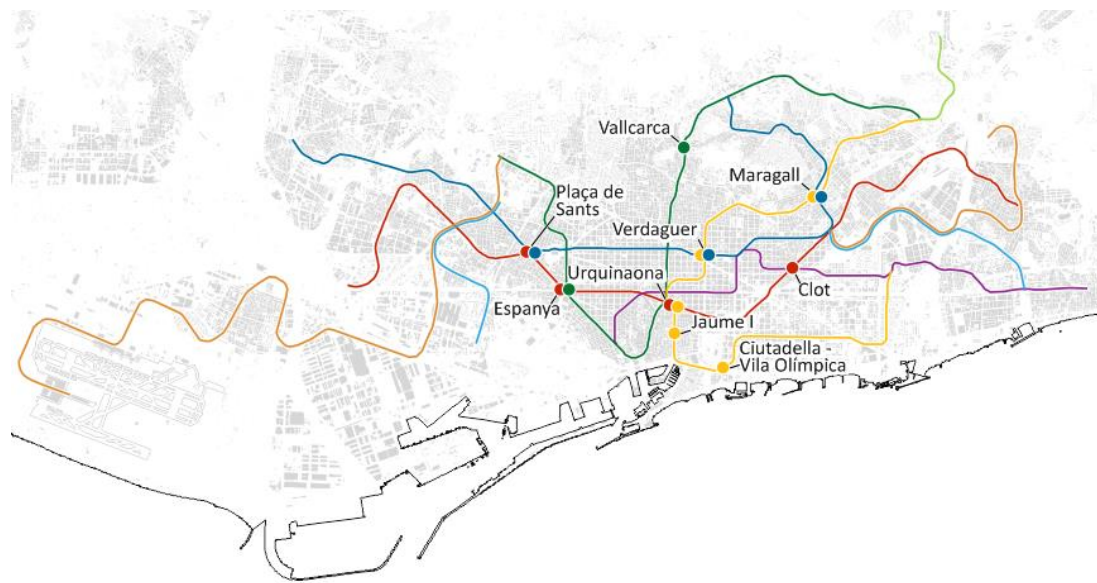 Vallcarca
Maragall
Plaça de
Sants
Verdaguer
Urquinaona
Clot
Espanya
Jaume I
Ciutadella -
Vila Olímpica